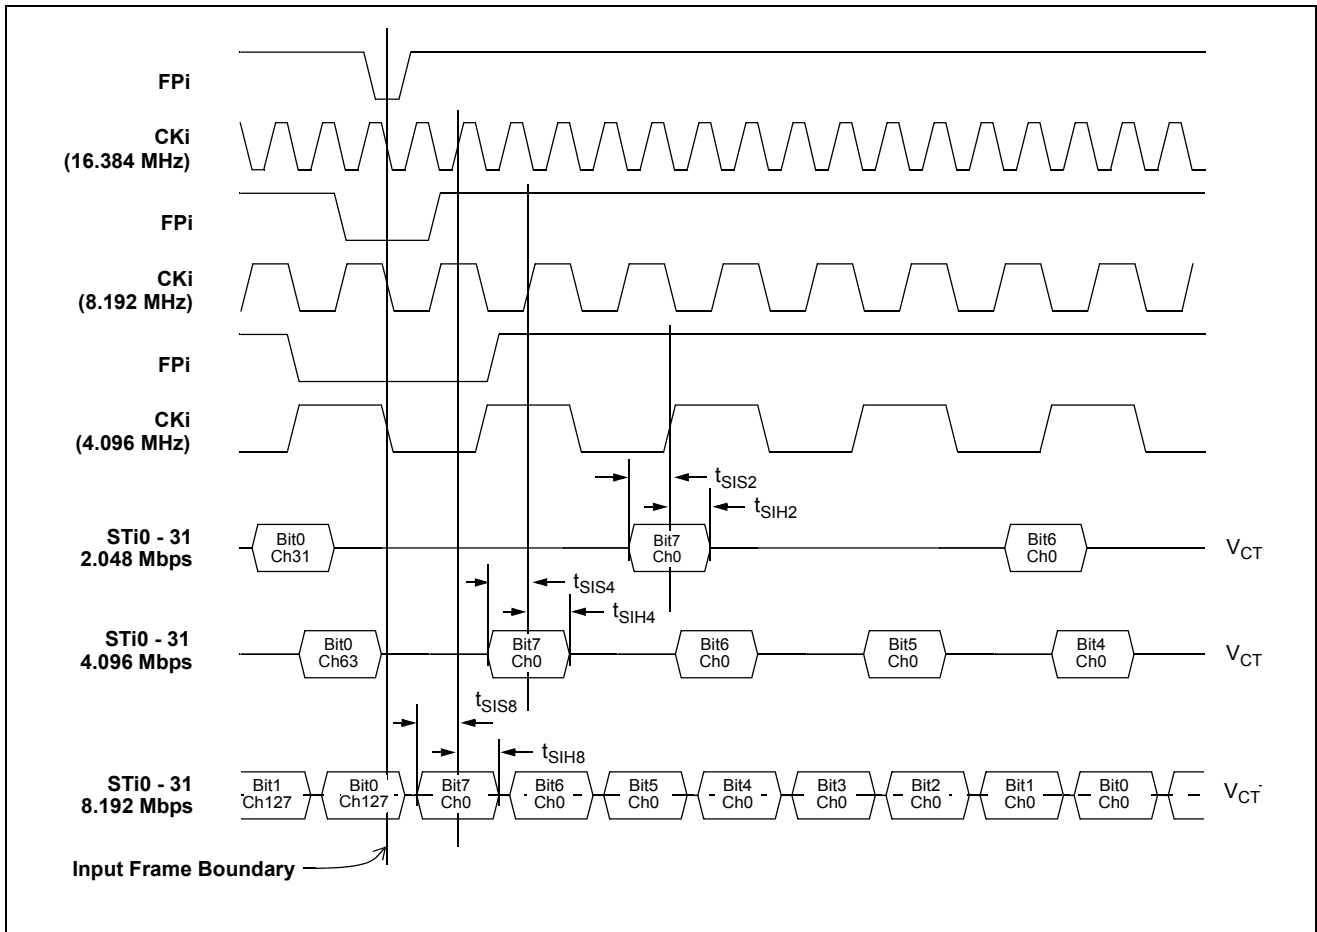 FPi
CKi
(16.384 MHz)
FPi
CKi
(8.192 MHz)
FPi
CKi
(4.096 MHz)
tSIS2
tSIH2
STi0 - 31
2.048 Mbps
Bit0
Ch31
Bit7
Ch0
Bit6
Ch0
VCT
tSIS4
tSIH4
STi0 - 31
4.096 Mbps
Bit0
Ch63
Bit7
Ch0
Bit6
Ch0
Bit5
Ch0
Bit4
Ch0
VCT
tSIS8
tSIH8
STi0 - 31
8.192 Mbps
Bit1
Ch127
Bit0
Ch127
Bit7
Ch0
Bit6
Ch0
Bit5
Ch0
Bit4
Ch0
Bit3
Ch0
Bit2
Ch0
Bit1
Ch0
Bit0
Ch0
VCT
Input Frame Boundary